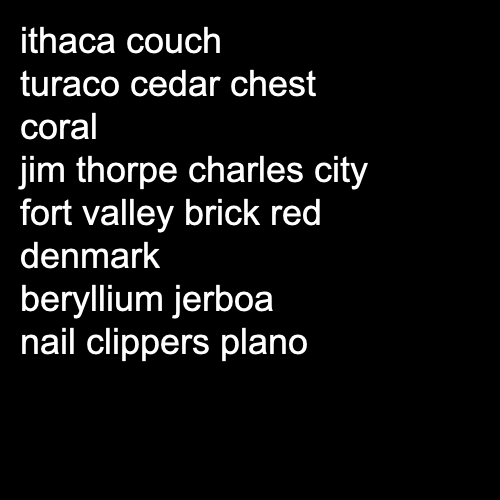 ithaca couch
turaco cedar chest
coral
jim thorpe charles city
fort valley brick red
denmark
beryllium jerboa
nail clippers plano